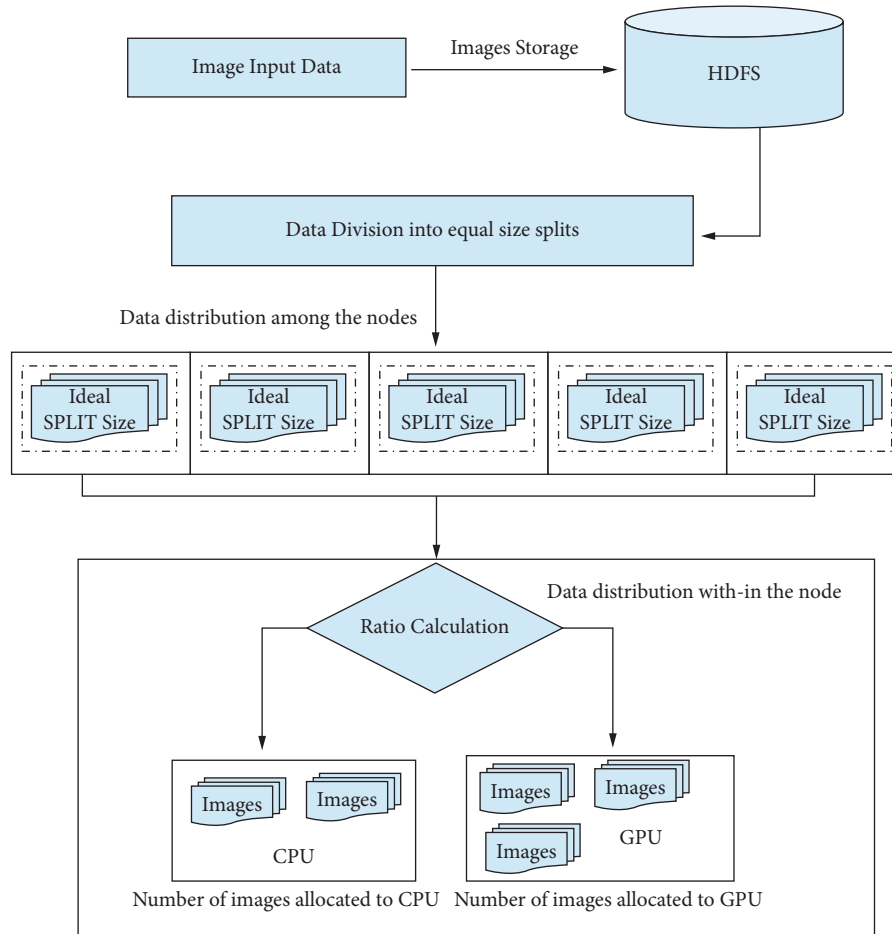 Image Input Data
Images Storage
HDFS
Data Division into equal size splits
Data distribution among the nodes
Ideal
SPLIT Size
Ideal
SPLIT Size
Ideal
SPLIT Size
Ideal
SPLIT Size
Ideal
SPLIT Size
Data distribution with-in the node
Ratio Calculation
Images
Images
CPU
Number of images allocated to CPU
Images
Images
Images
GPU
Number of images allocated to GPU